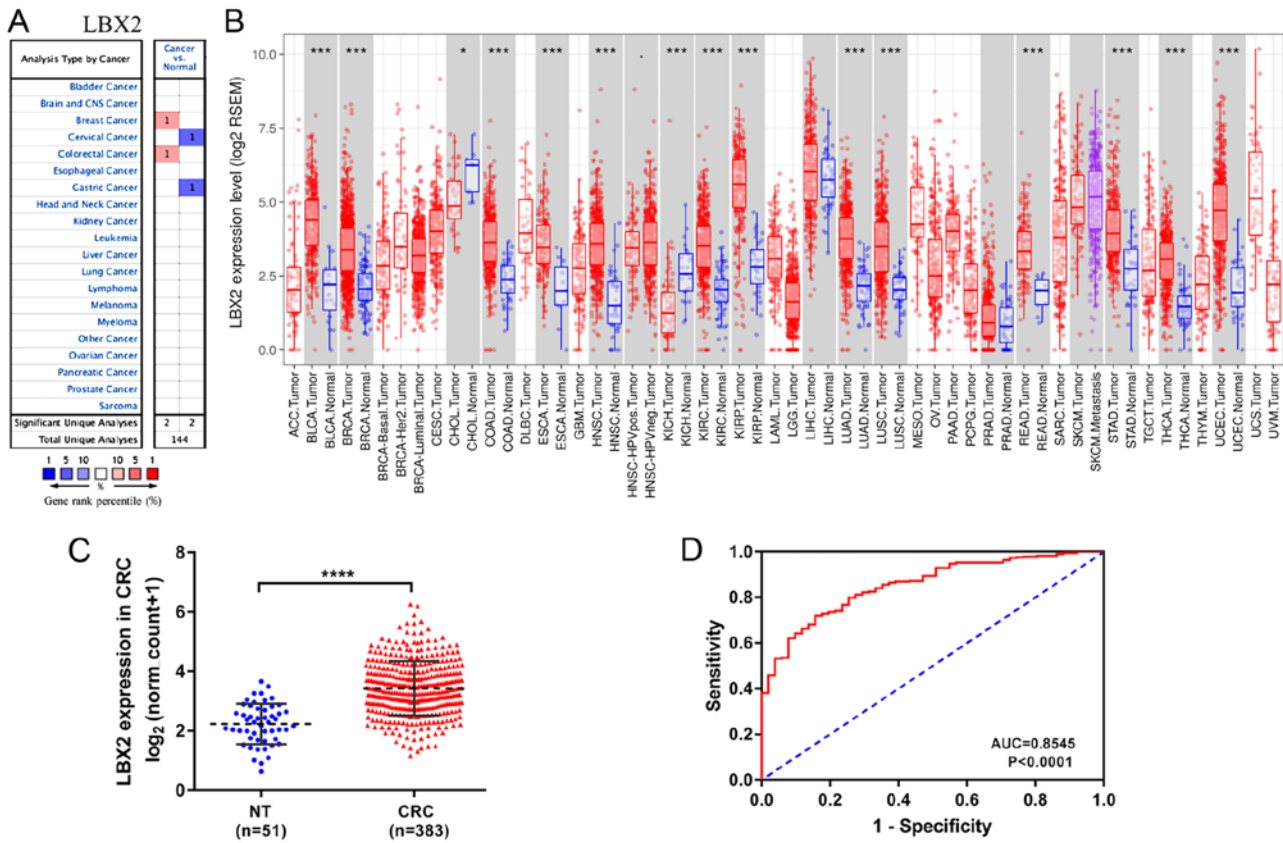 A
LBX2
Analysis Type by Cancer
Cancer
vs.
Normal
Bladder Cancer
Brain and CNS Cancer
Breast Cancer 1
Cervical Cancer 1
Colorectal Cancer 1
Esophageal Cancer
Gastric Cancer 1
Head and Neck Cancer
Kidney Cancer
Leukemia
Liver Cancer
Lung Cancer
Lymphoma
Melanoma
Myeloma
Other Cancer
Ovarian Cancer
Pancreatic Cancer
Prostate Cancer
Sarcoma
Significant Unique Analyses 2 2
Total Unique Analyses 144
1 5 10 10 5 1
%
Gene rank percentile (%)
B
LBX2 expression level (log2 RSEM)
10.0
7.5
5.0
2.5
0.0
*** *** * *** *** *** . *** *** *** *** *** *** *** *** ***
ACC.Tumor
BLCA.Tumor
BLCA.Normal
BRCA.Tumor
BRCA.Normal
BRCA-Basal.Tumor
BRCA-Her2.Tumor
BRCA-Luminal.Tumor
CESC.Tumor
CHOL.Tumor
CHOL.Normal
COAD.Tumor
COAD.Normal
DLBC.Tumor
ESCA.Tumor
ESCA.Normal
GBM.Tumor
HNSC.Tumor
HNSC.Normal
HNSC-HPVpos.Tumor
HNSC-HPVneg.Tumor
KICH.Tumor
KICH.Normal
KIRC.Tumor
KIRC.Normal
KIRP.Tumor
KIRP.Normal
LAML.Tumor
LGG.Tumor
LIHC.Tumor
LIHC.Normal
LUAD.Tumor
LUAD.Normal
LUSC.Tumor
LUSC.Normal
MESO.Tumor
OV.Tumor
PAAD.Tumor
PCPG.Tumor
PRAD.Tumor
PRAD.Normal
READ.Tumor
READ.Normal
SARC.Tumor
SKCM.Tumor
SKCM.Metastasis
STAD.Tumor
STAD.Normal
TGCT.Tumor
THCA.Tumor
THCA.Normal
THYM.Tumor
UCEC.Tumor
UCEC.Normal
UCS.Tumor
UVM.Tumor
C
LBX2 expression in CRC
log2 (norm_count+1)
8
6
4
2
0
****
NT
(n=51)
CRC
(n=383)
D
Sensitivity
1.0
0.8
0.6
0.4
0.2
0.0
AUC=0.8545
P<0.0001
0.0 0.2 0.4 0.6 0.8 1.0
1 - Specificity